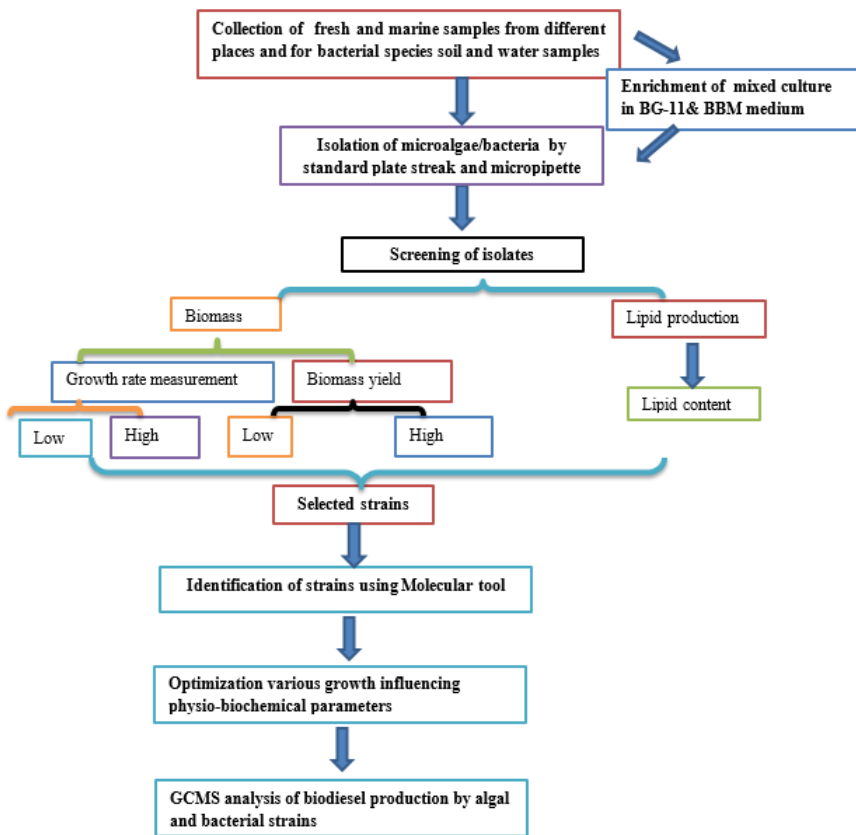 Collection of fresh and marine samples from different
places and for bacterial species soil and water samples
Enrichment of mixed culture
in BG-11& BBM medium
Isolation of microalgae/bacteria by
standard plate streak and micropipette
Screening of isolates
Biomass
Lipid production
Growth rate measurement
Biomass yield
Lipid content
Low
High
Low
High
Selected strains
Identification of strains using Molecular tool
Optimization various growth influencing
physio-biochemical parameters
GCMS analysis of biodiesel production by algal
and bacterial strains